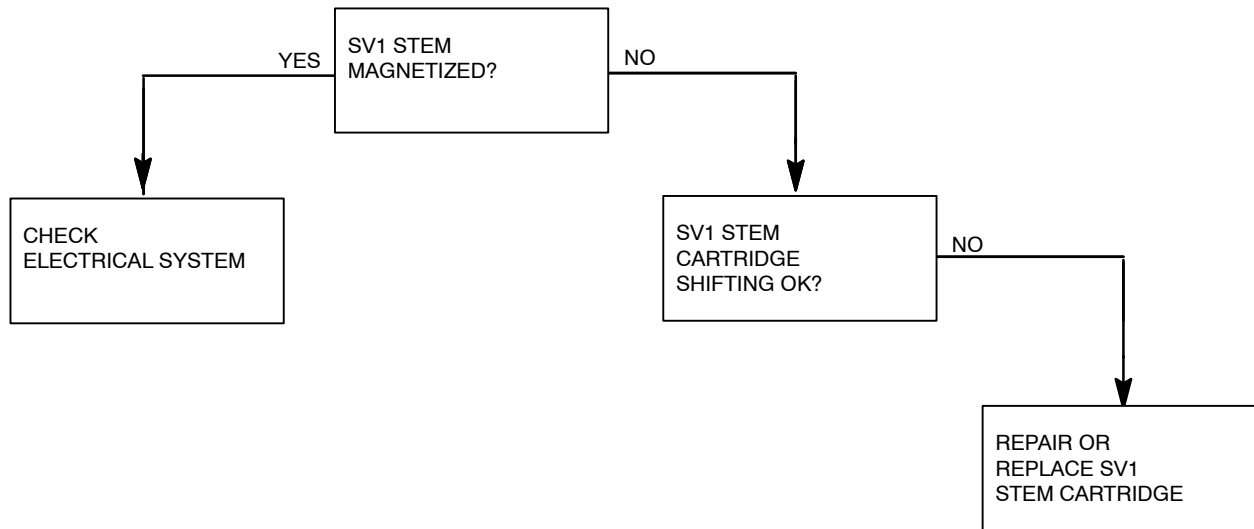 SV1 STEM
MAGNETIZED?
YES
NO
CHECK
ELECTRICAL SYSTEM
SV1 STEM
CARTRIDGE
SHIFTING OK?
NO
REPAIR OR
REPLACE SV1
STEM CARTRIDGE